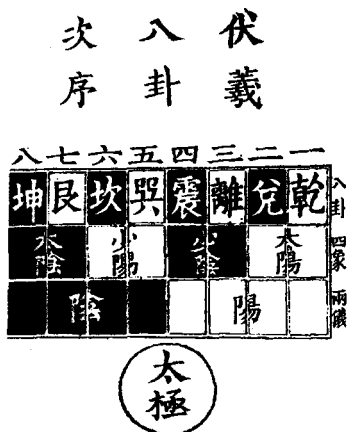 伏羲八卦次序
一二三四五六七八
乾兌離震巽坎艮坤
八卦
太陽少陰少陽太陰
四象
陽陰
兩儀
太極